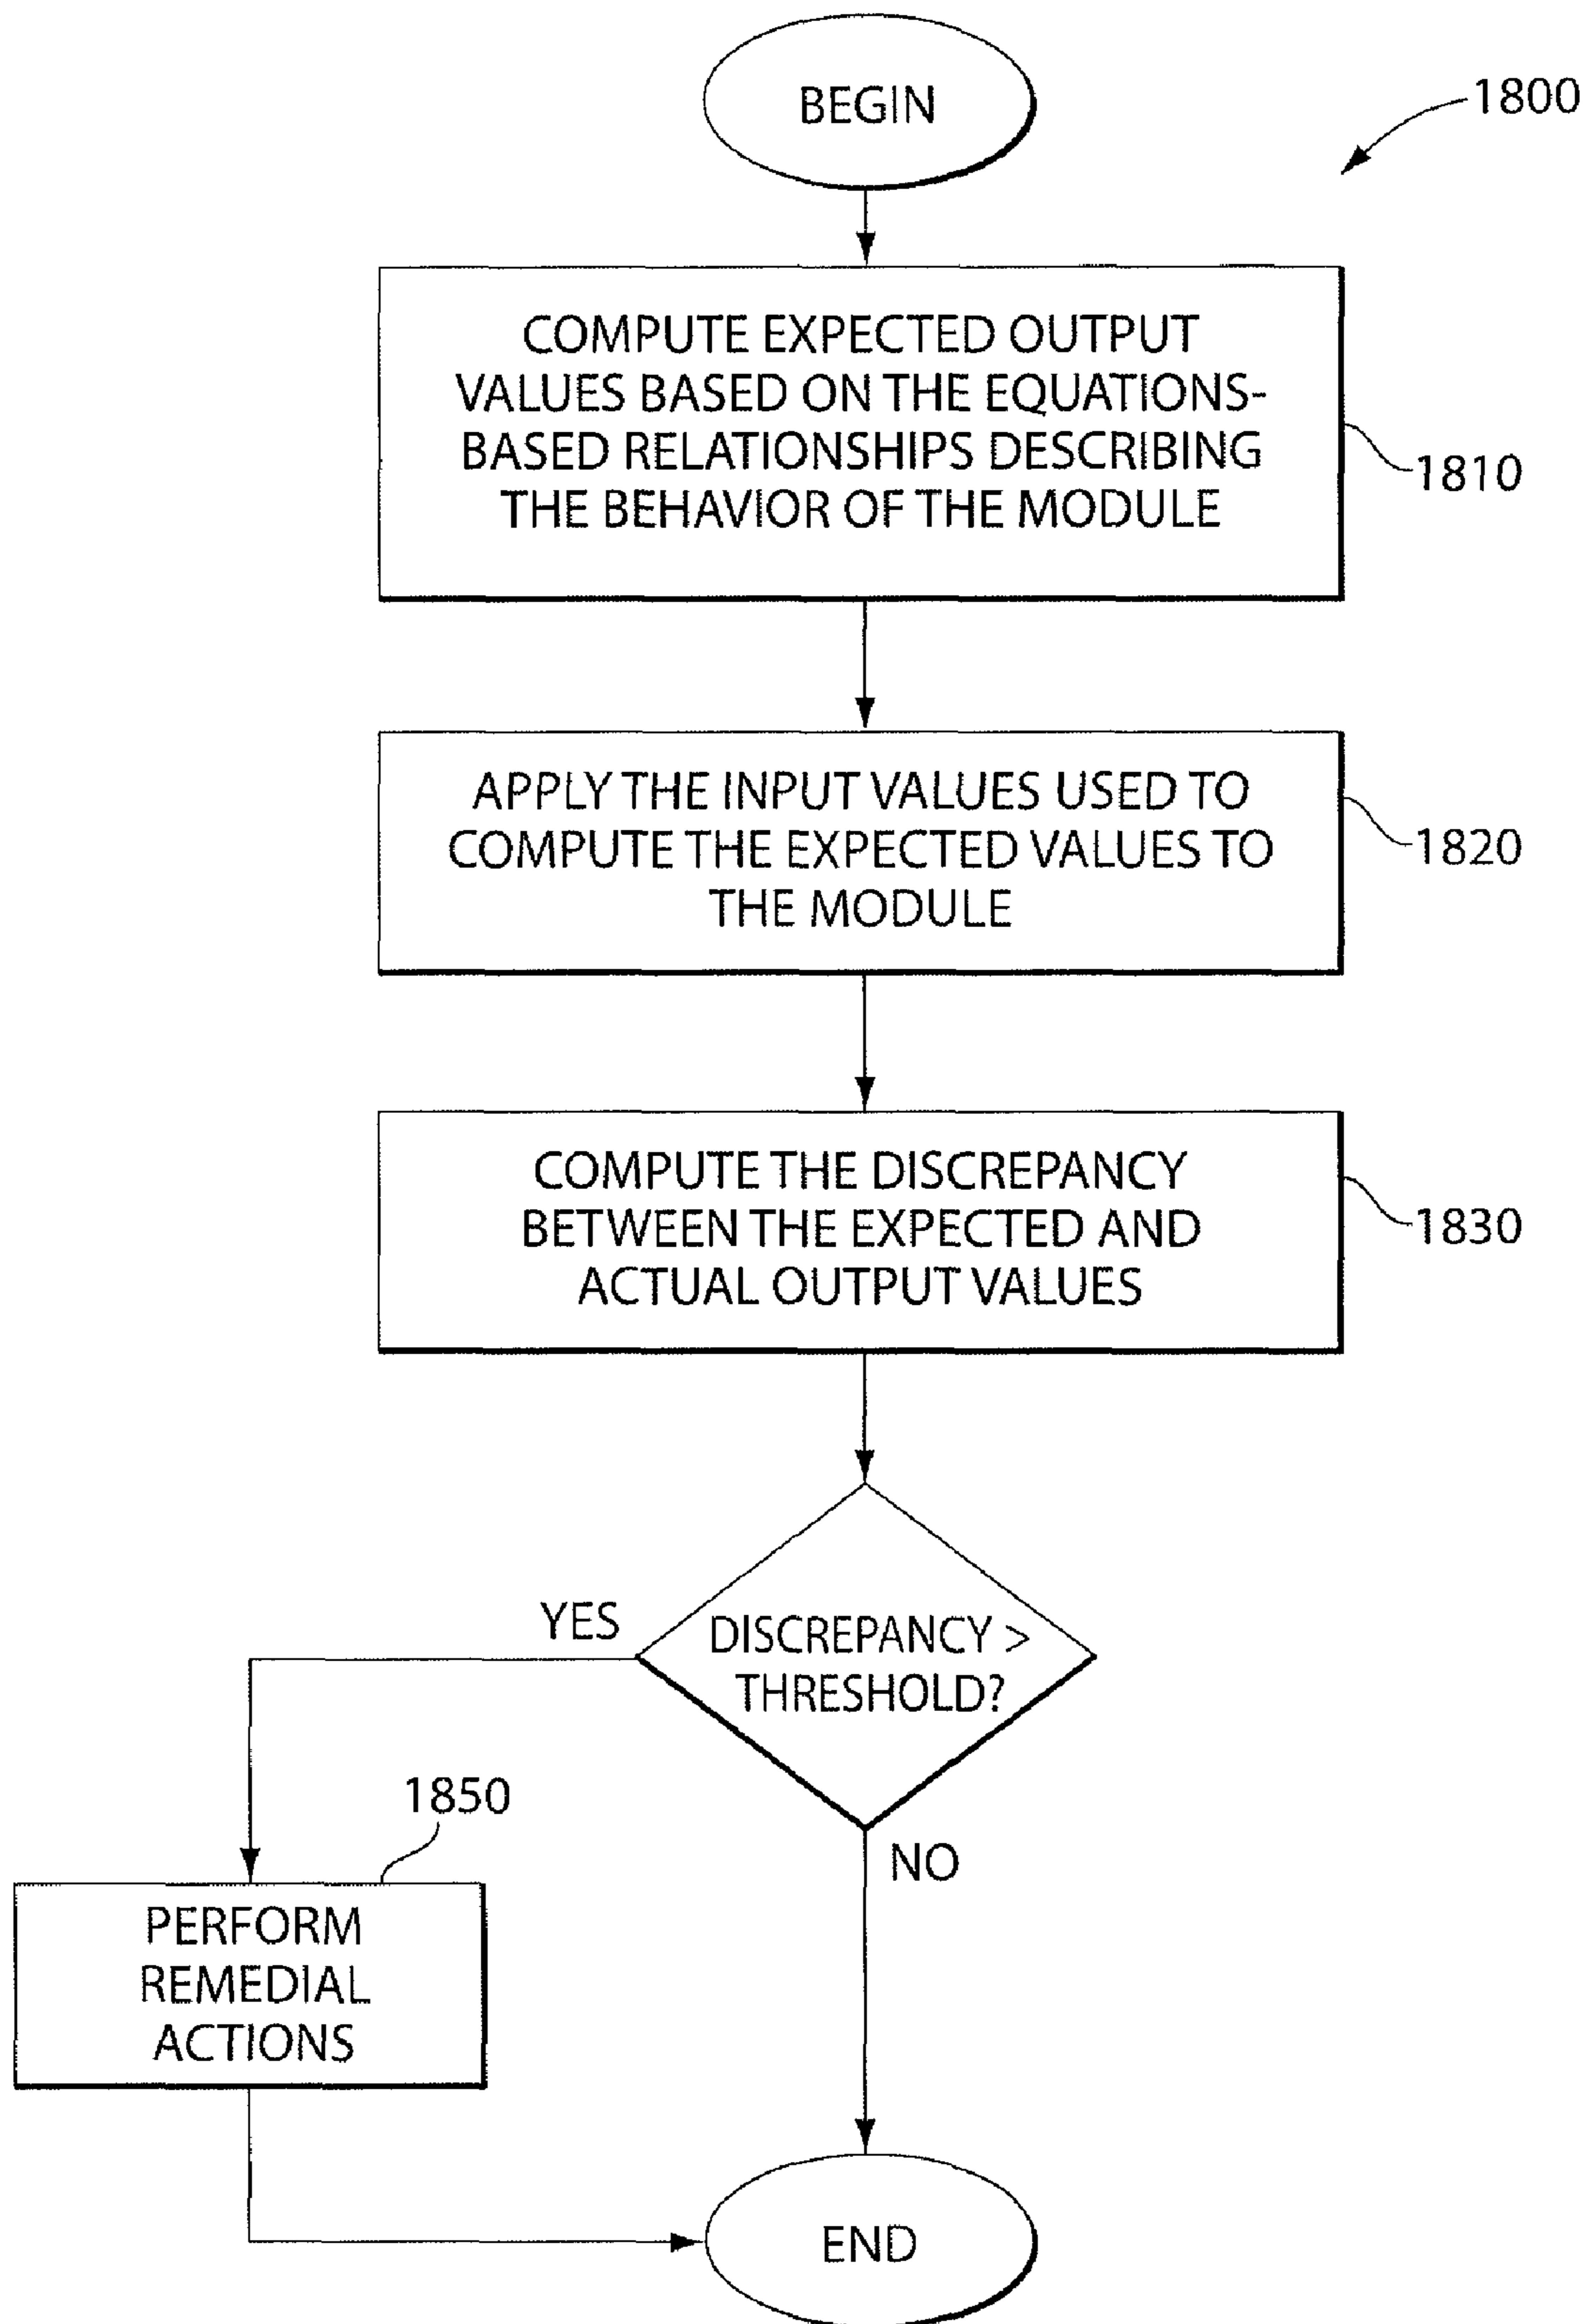 BEGIN
1800
COMPUTE EXPECTED OUTPUT
VALUES BASED ON THE EQUATIONS-
BASED RELATIONSHIPS DESCRIBING
THE BEHAVIOR OF THE MODULE
1810
APPLY THE INPUT VALUES USED TO
COMPUTE THE EXPECTED VALUES TO
THE MODULE
1820
COMPUTE THE DISCREPANCY
BETWEEN THE EXPECTED AND
ACTUAL OUTPUT VALUES
1830
YES
DISCREPANCY >
THRESHOLD?
1850
NO
PERFORM
REMEDIAL
ACTIONS
END